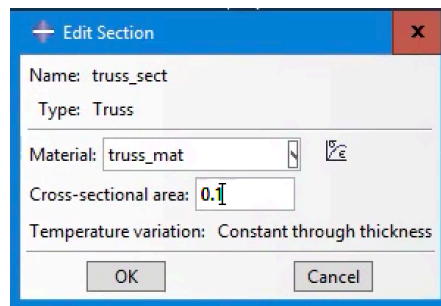 Edit Section
x
Name: truss_sect
Type: Truss
Material: truss_mat
Cross-sectional area: 0.1
Temperature variation: Constant through thickness
OK Cancel